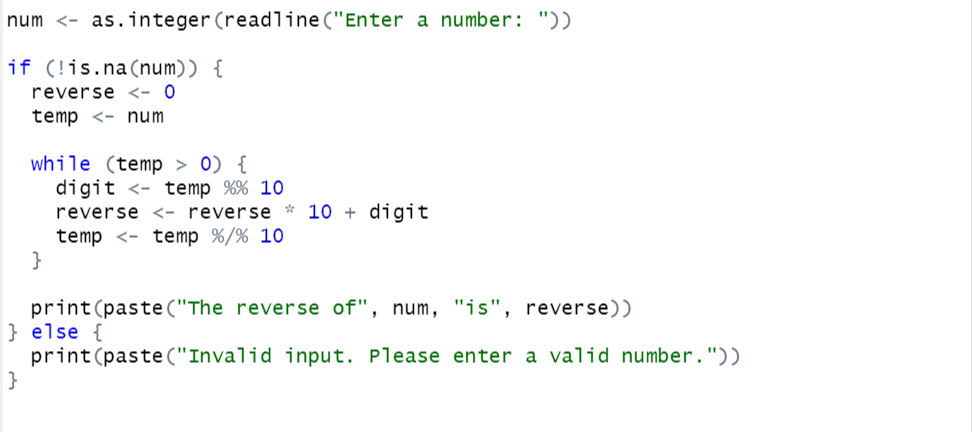 num <- as.integer(readline("Enter a number: "))
if (!is.na(num)) {
  reverse <- 0
  temp <- num
  while (temp > 0) {
    digit <- temp %% 10
    reverse <- reverse * 10 + digit
    temp <- temp %/% 10
  }
  print(paste("The reverse of", num, "is", reverse))
} else {
  print(paste("Invalid input. Please enter a valid number."))
}